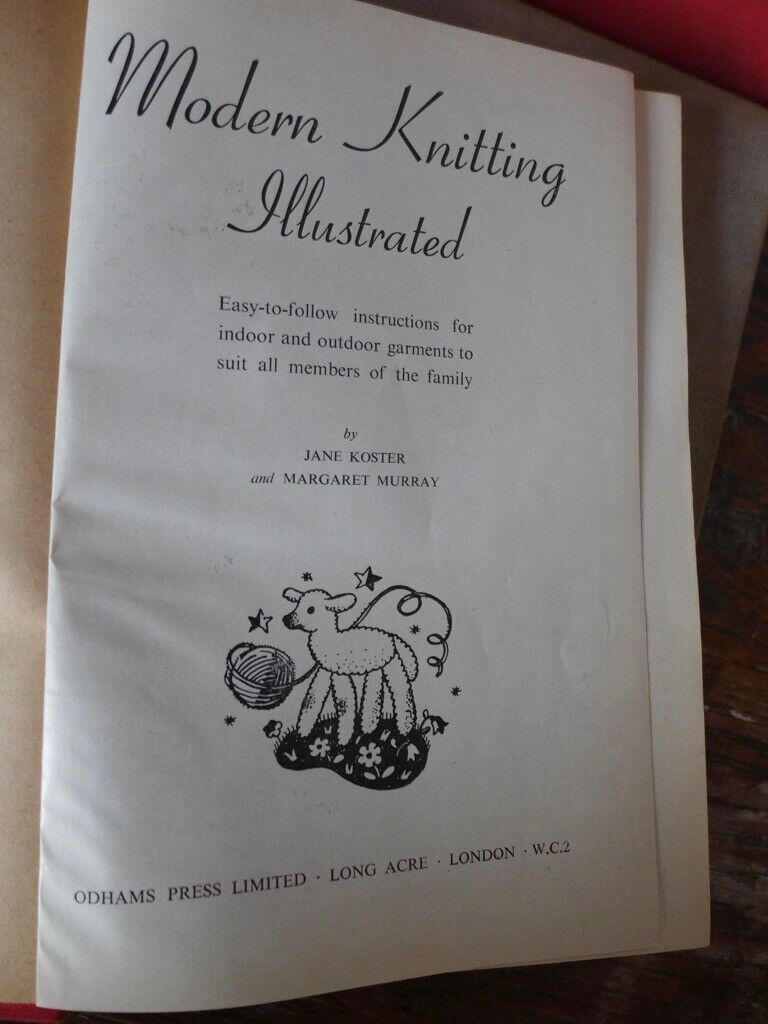 Modern Knitting
Illustrated
Easy-to-follow instructions for
indoor and outdoor garments to
suit all members of the family
by
JANE KOSTER
and MARGARET MURRAY
ODHAMS PRESS LIMITED · LONG ACRE · LONDON · W.C.2